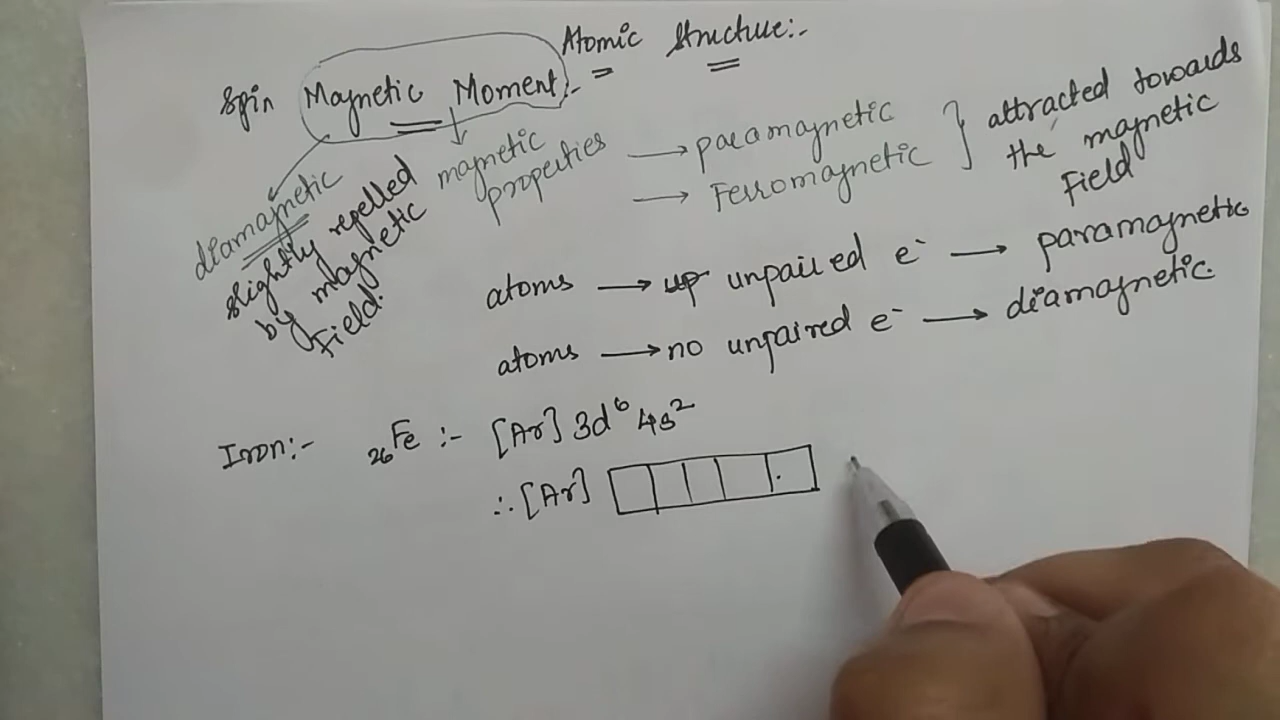 Atomic Structure:-
Spin Magnetic Moment:-
magnetic properties → paramagnetic
→ Ferromagnetic
} attracted towards
the magnetic
Field
diamagnetic
slightly repelled
by magnetic
Field.
atoms → up unpaired e⁻ → paramagnetic
atoms → no unpaired e⁻ → diamagnetic.
Iron:- ₂₆Fe :- [Ar] 3d⁶ 4s²
∴ [Ar]